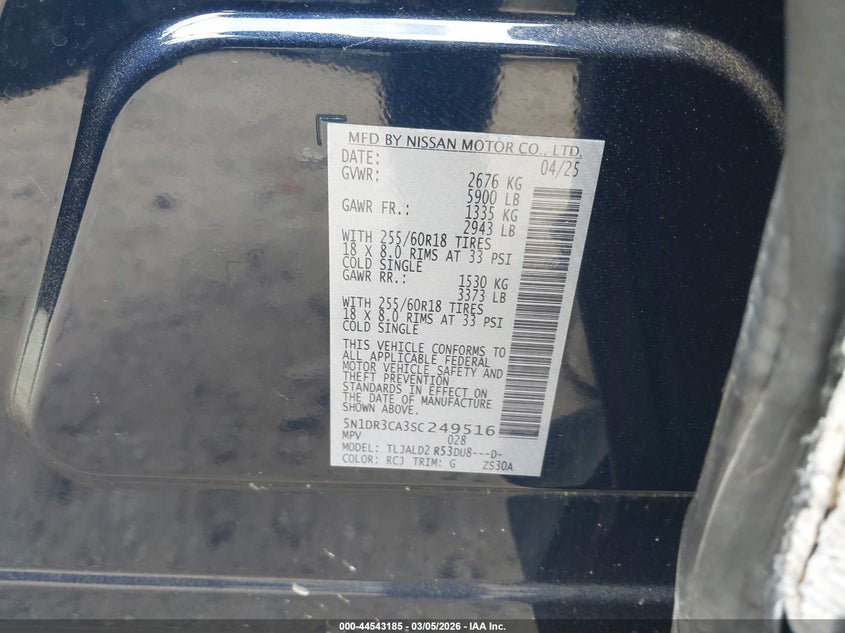 MFD BY NISSAN MOTOR CO., LTD.
DATE: 04/25
GVWR: 2676 KG
5900 LB
GAWR FR.: 1335 KG
2943 LB
WITH 255/60R18 TIRES
18 X 8.0 RIMS AT 33 PSI
COLD SINGLE
GAWR RR.: 1530 KG
3373 LB
WITH 255/60R18 TIRES
18 X 8.0 RIMS AT 33 PSI
COLD SINGLE
THIS VEHICLE CONFORMS TO
ALL APPLICABLE FEDERAL
MOTOR VEHICLE SAFETY AND
THEFT PREVENTION
STANDARDS IN EFFECT ON
THE DATE OF MANUFACTURE
SHOWN ABOVE.
5N1DR3CA3SC249516
MPV 028
MODEL: TLJALD2 R53DU8---D-
COLOR: RCJ TRIM: G ZS30A
000-44543185 — 03/05/2026 — IAA Inc.